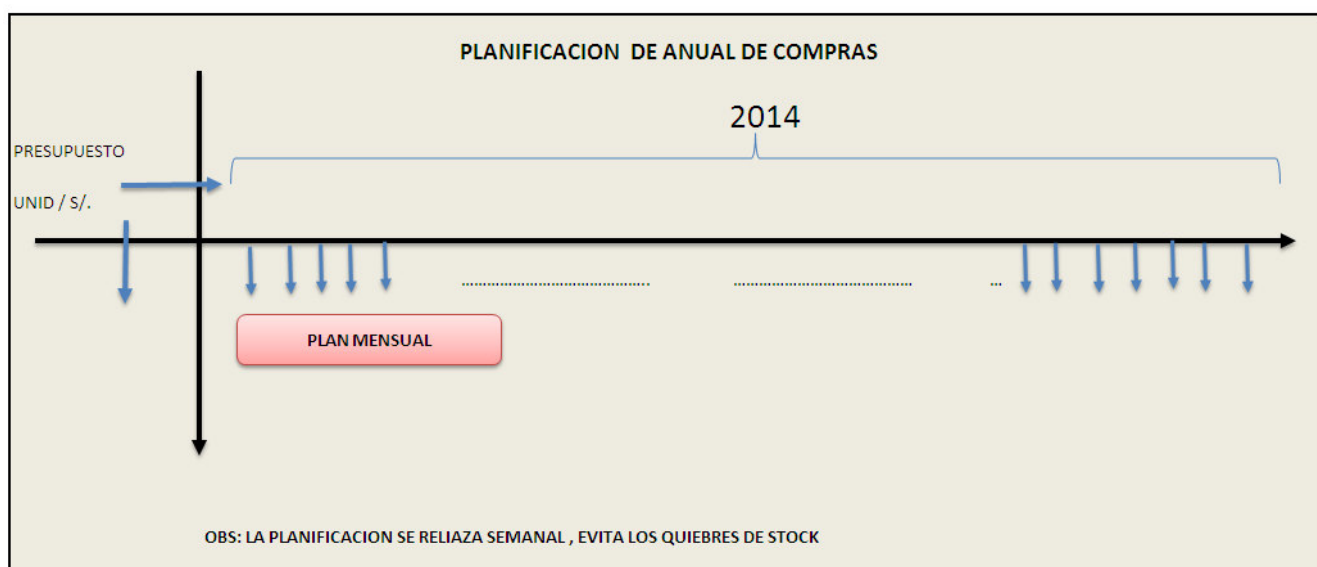 PLANIFICACION DE ANUAL DE COMPRAS
2014
PRESUPUESTO
UNID / S/.
……………………………………..
……………………………………
…
PLAN MENSUAL
OBS: LA PLANIFICACION SE RELIAZA SEMANAL , EVITA LOS QUIEBRES DE STOCK